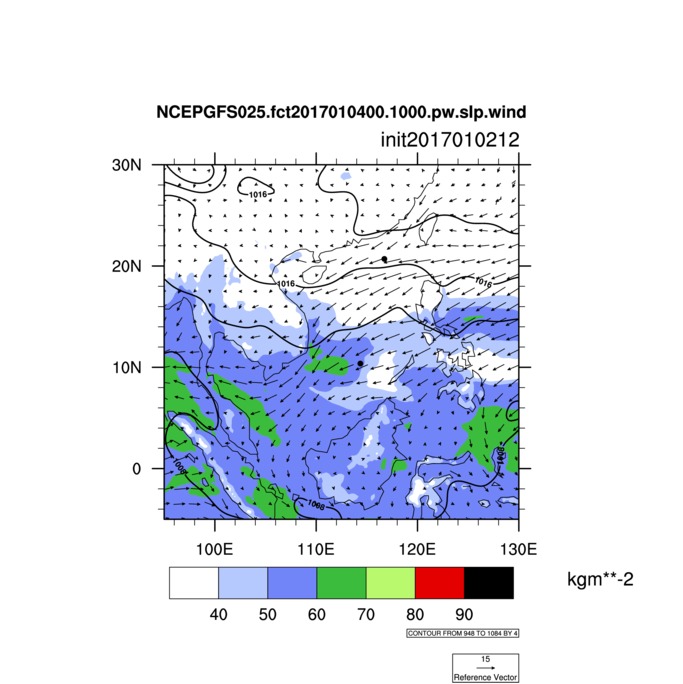 NCEPGFS025.fct2017010400.1000.pw.slp.wind
init2017010212
30N
1016
20N
1016
1016
10N
0
1008
1008
1008
100E 110E 120E 130E
kgm**-2
40 50 60 70 80 90
CONTOUR FROM 948 TO 1084 BY 4
15
Reference Vector